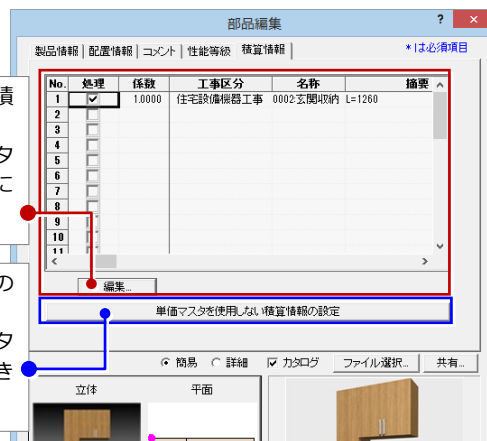 部品編集 ? ×
製品情報 配置情報 コメント 性能等級 積算情報 *は必須項目
No. 処理 係数 工事区分 名称 摘要
1 1.0000 住宅設備機器工事 0002:玄関収納 L=1260
2
3
4
5
6
7
8
9
10
11
積
タ
に
編集...
の
単価マスタを使用しない積算情報の設定
タ
き
簡易 詳細 カタログ ファイル選択... 共有...
立体 平面